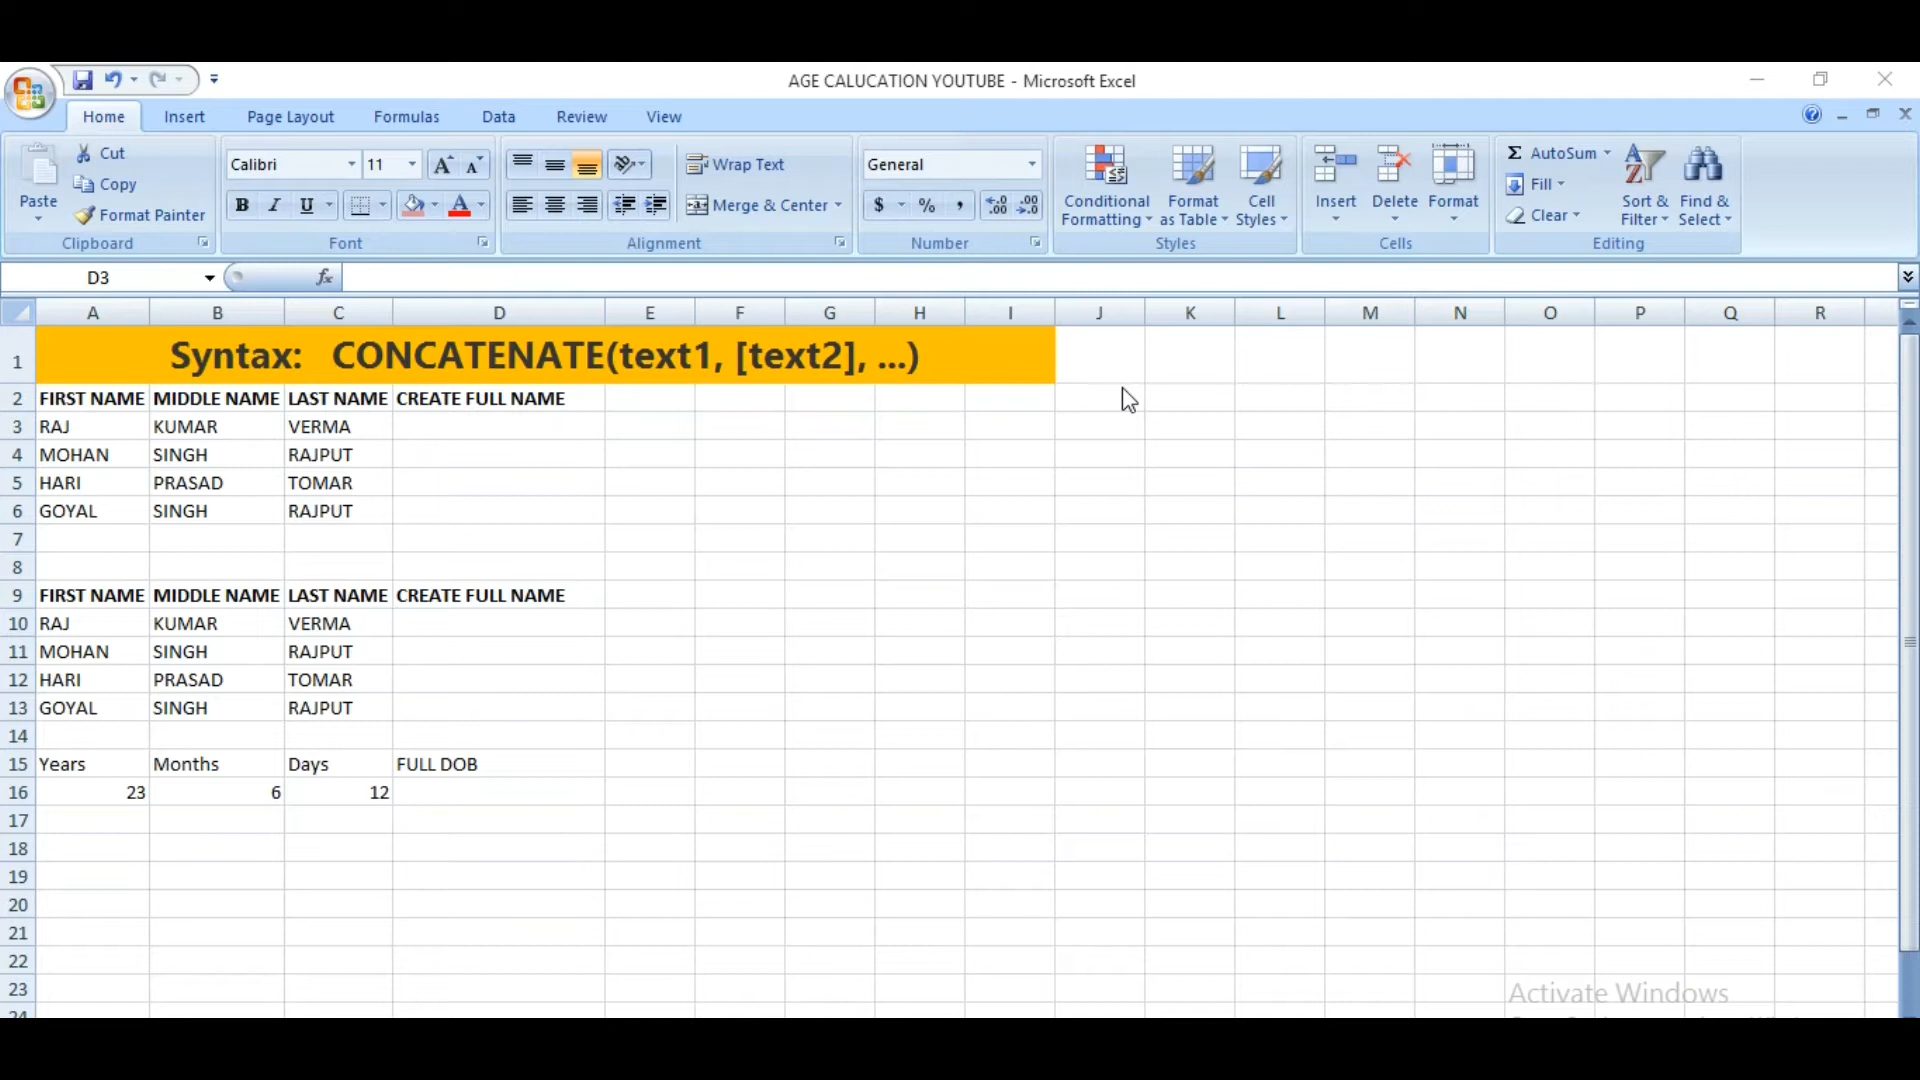 AGE CALUCATION YOUTUBE - Microsoft Excel
Home Insert Page Layout Formulas Data Review View
Paste Cut Copy Format Painter Clipboard
Calibri 11 A A B I U A Font
Wrap Text Merge & Center Alignment
General $ % , .00 .00 Number
Conditional Formatting Format as Table Cell Styles Styles
Insert Delete Format Cells
Σ AutoSum Fill Clear Sort & Filter Find & Select Editing
D3 fx
A B C D E F G H I J K L M N O P Q R
1 Syntax: CONCATENATE(text1, [text2], ...)
2 FIRST NAME MIDDLE NAME LAST NAME CREATE FULL NAME
3 RAJ KUMAR VERMA
4 MOHAN SINGH RAJPUT
5 HARI PRASAD TOMAR
6 GOYAL SINGH RAJPUT
7
8
9 FIRST NAME MIDDLE NAME LAST NAME CREATE FULL NAME
10 RAJ KUMAR VERMA
11 MOHAN SINGH RAJPUT
12 HARI PRASAD TOMAR
13 GOYAL SINGH RAJPUT
14
15 Years Months Days FULL DOB
16 23 6 12
17
18
19
20
21
22
23
Activate Windows